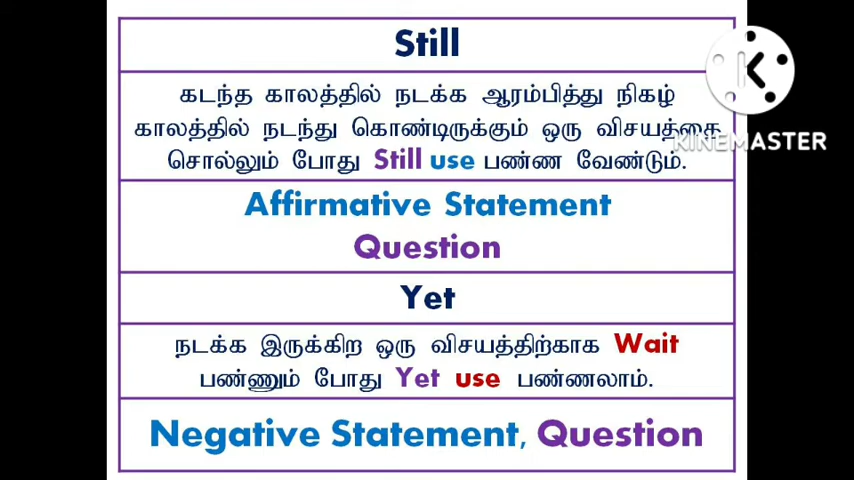 Still
கடந்த காலத்தில் நடக்க ஆரம்பித்து நிகழ்
காலத்தில் நடந்து கொண்டிருக்கும் ஒரு விசயத்தை
சொல்லும் போது Still use பண்ண வேண்டும்.
Affirmative Statement
Question
Yet
நடக்க இருக்கிற ஒரு விசயத்திற்காக Wait
பண்ணும் போது Yet use பண்ணலாம்.
Negative Statement, Question
K
KINEMASTER